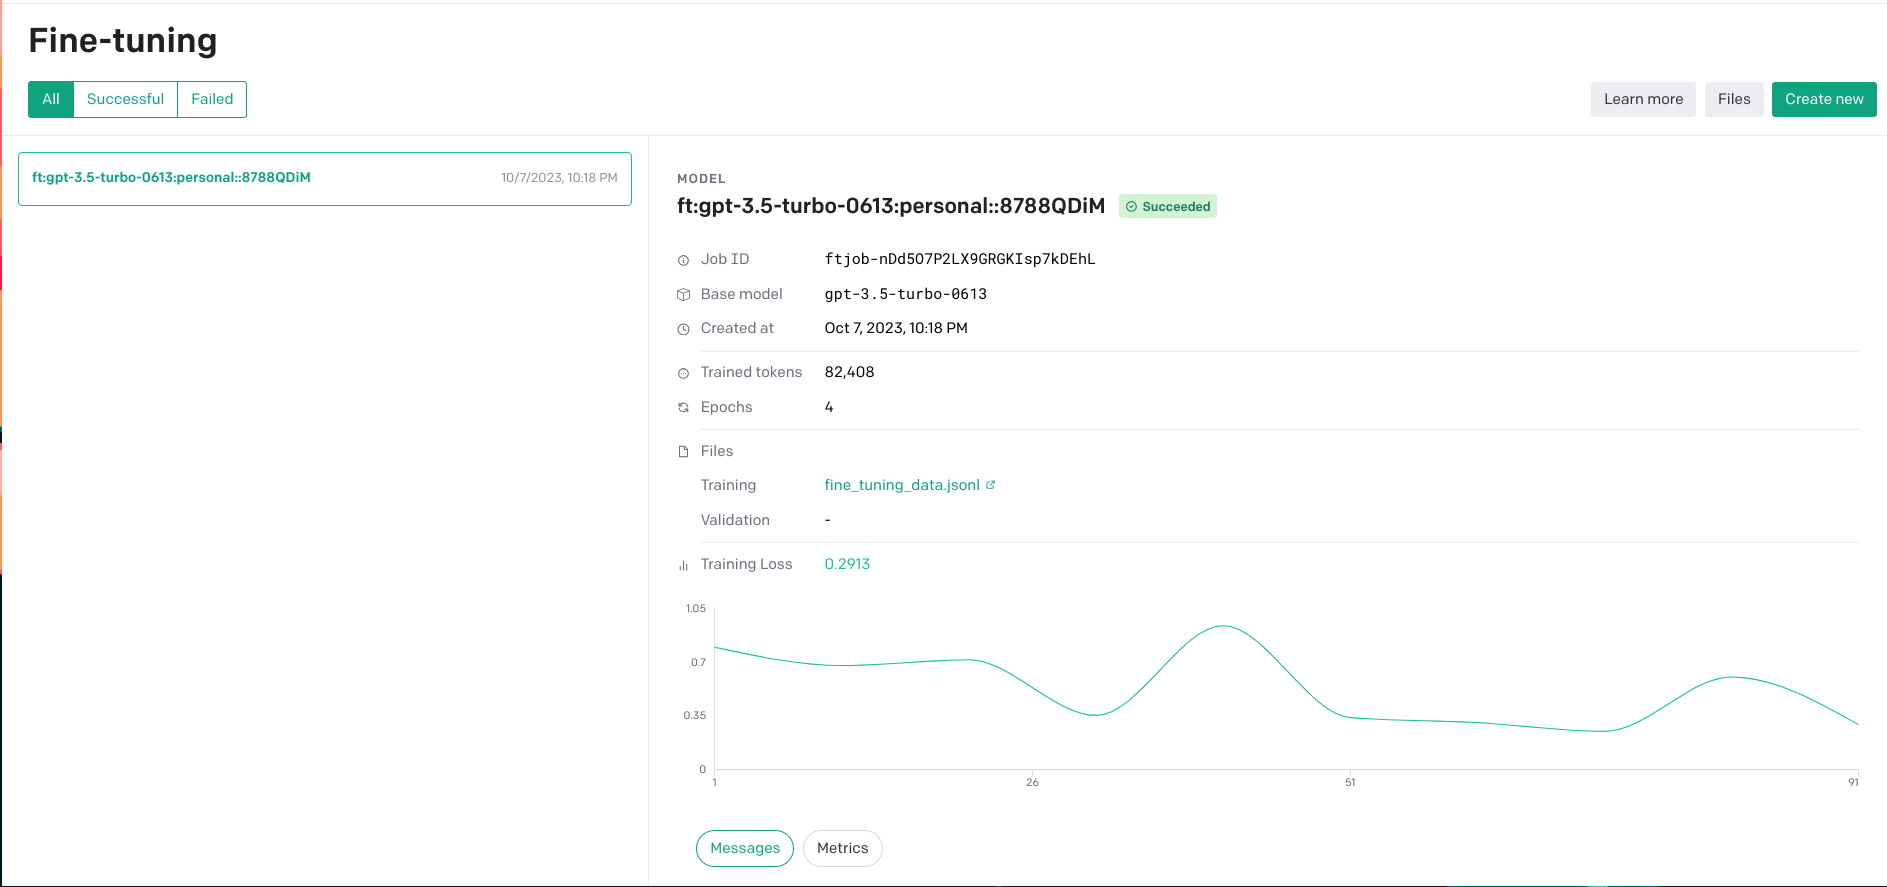 Fine-tuning
All Successful Failed
Learn more Files Create new
ft:gpt-3.5-turbo-0613:personal::8788QDiM 10/7/2023, 10:18 PM
MODEL
ft:gpt-3.5-turbo-0613:personal::8788QDiM Succeeded
Job ID ftjob-nDd5O7P2LX9GRGKIsp7kDEhL
Base model gpt-3.5-turbo-0613
Created at Oct 7, 2023, 10:18 PM
Trained tokens 82,408
Epochs 4
Files
Training fine_tuning_data.jsonl
Validation -
Training Loss 0.2913
1.05
0.7
0.35
0
1 26 51 91
Messages Metrics